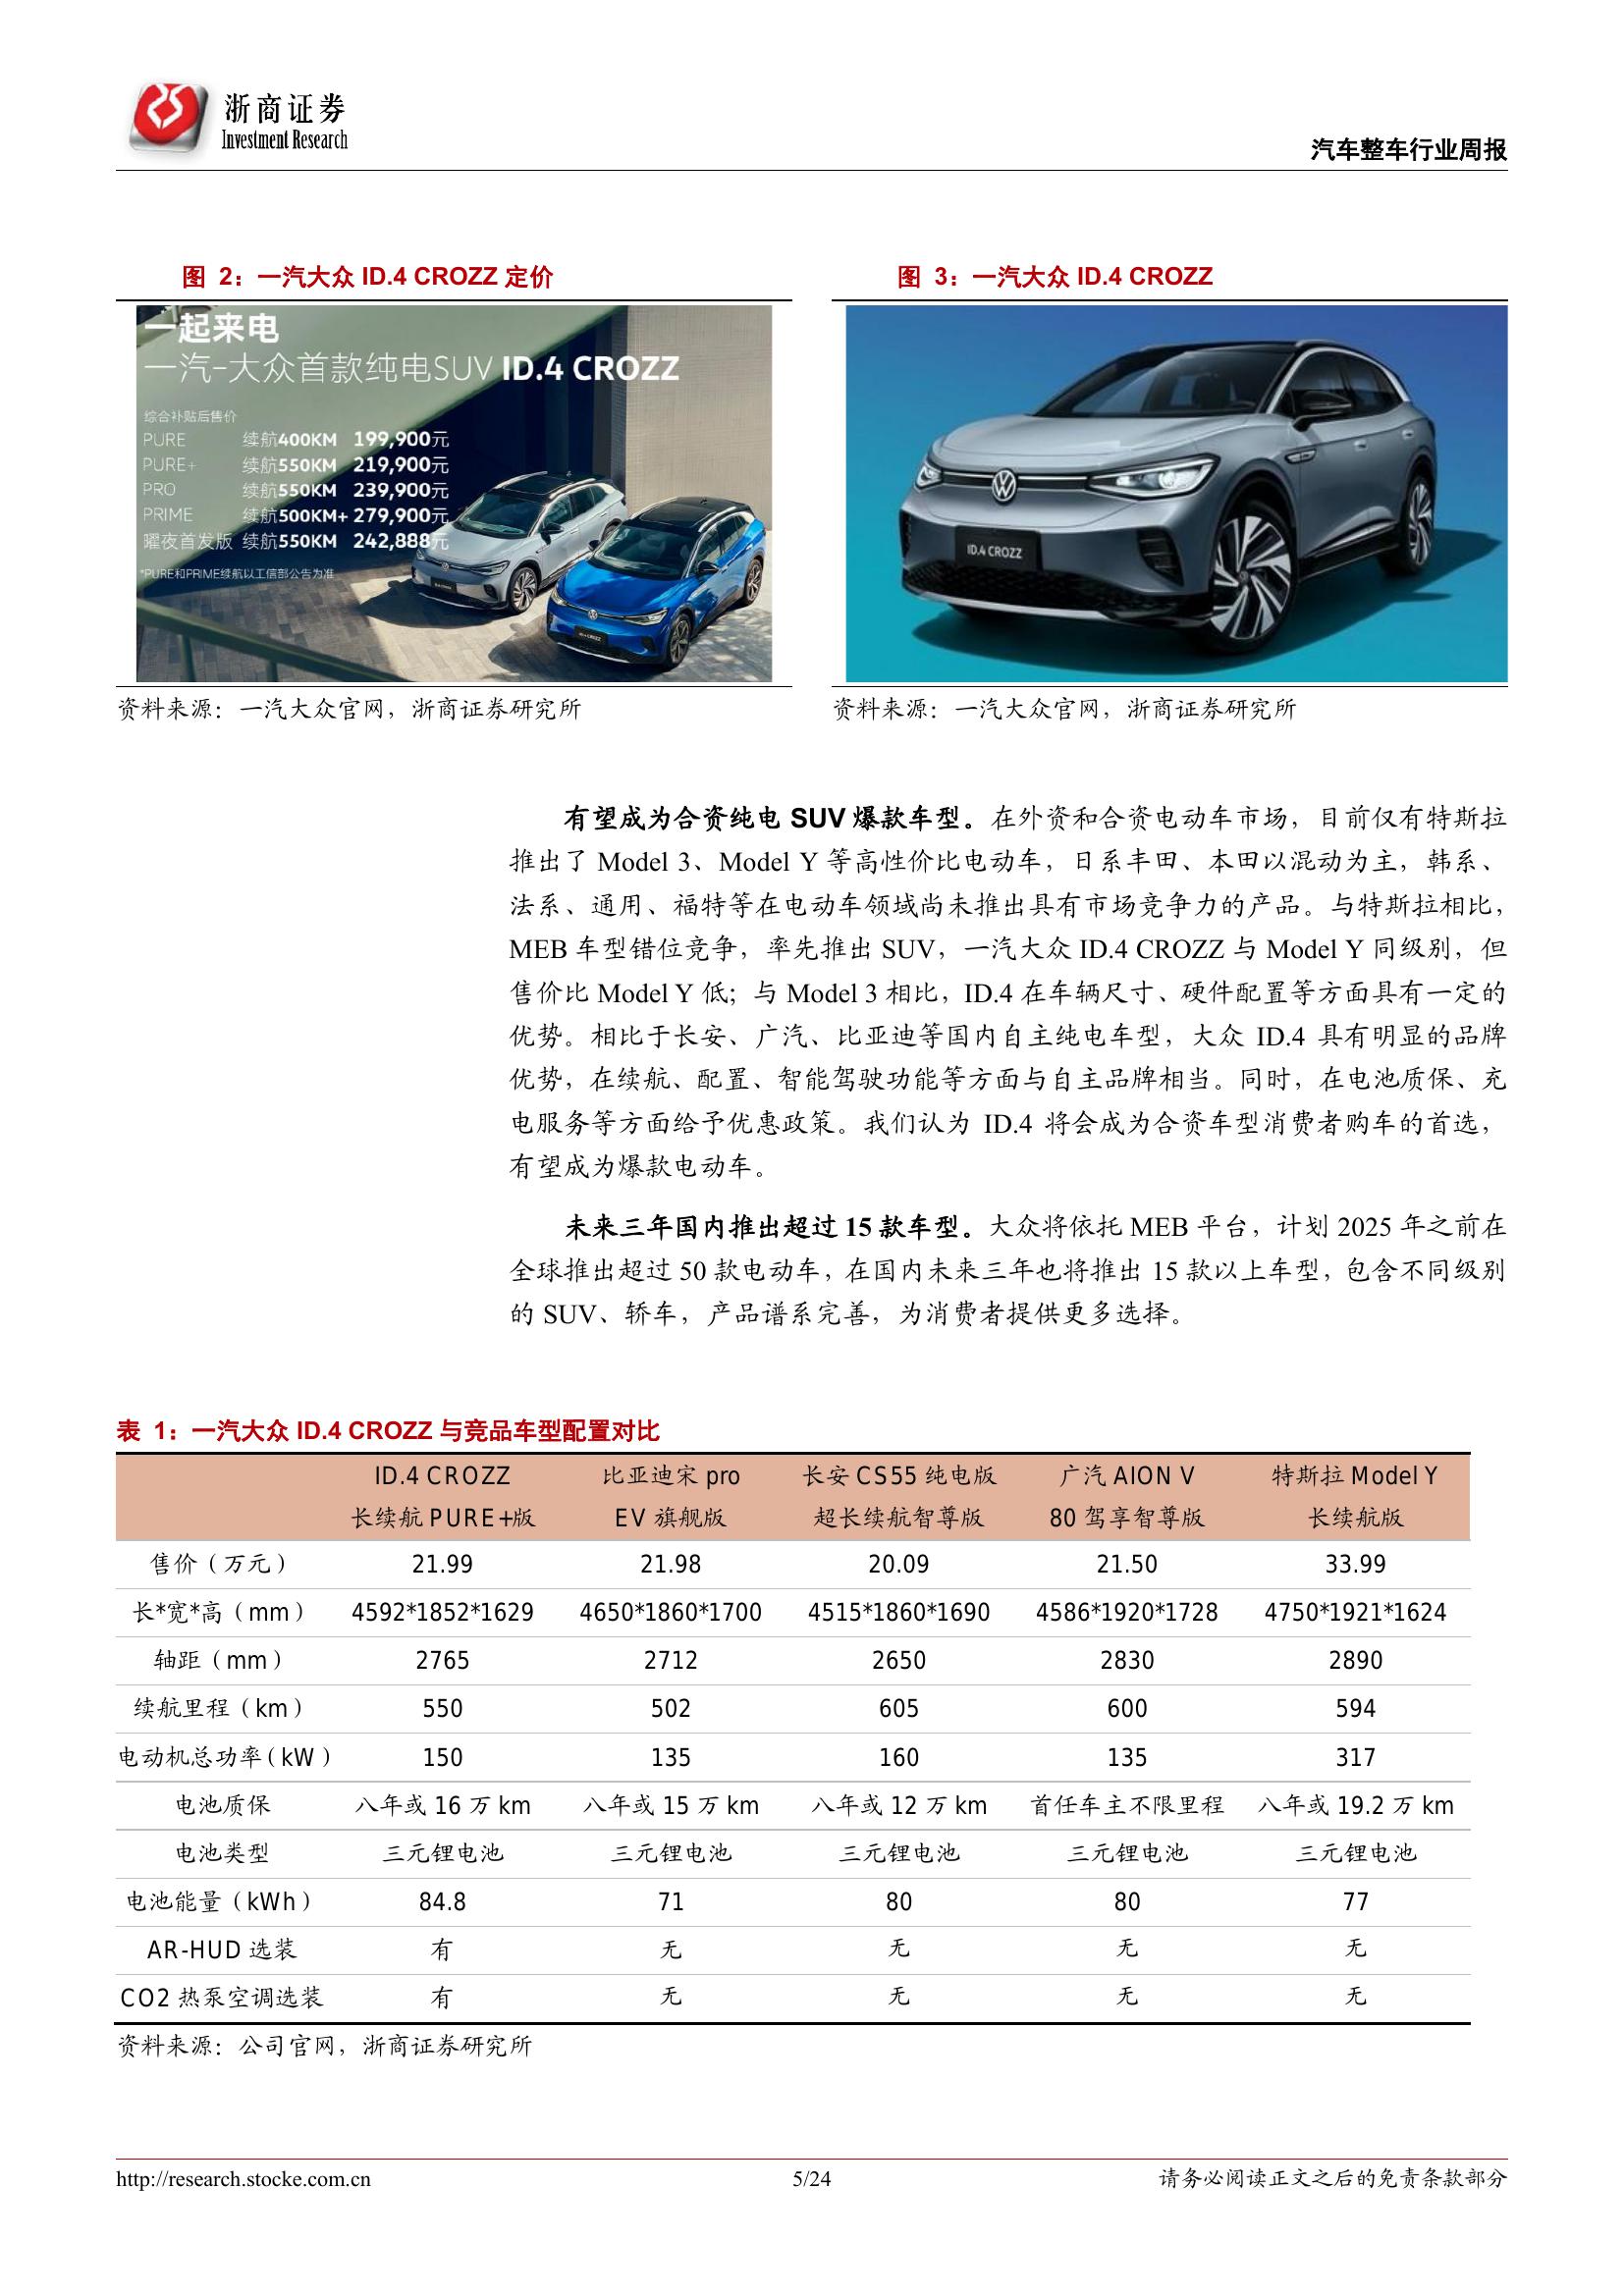 浙商证券
Investment Research
汽车整车行业周报
图 2：一汽大众 ID.4 CROZZ 定价
一起来电
一汽-大众首款纯电SUV ID.4 CROZZ
综合补贴后售价
PURE 续航400KM 199,900元
PURE+ 续航550KM 219,900元
PRO 续航550KM 239,900元
PRIME 续航500KM+ 279,900元
曜夜首发版 续航550KM 242,888元
*PURE和PRIME续航以工信部公告为准
资料来源：一汽大众官网，浙商证券研究所
图 3：一汽大众 ID.4 CROZZ
ID.4 CROZZ
资料来源：一汽大众官网，浙商证券研究所
有望成为合资纯电 SUV 爆款车型。在外资和合资电动车市场，目前仅有特斯拉
推出了 Model 3、Model Y 等高性价比电动车，日系丰田、本田以混动为主，韩系、
法系、通用、福特等在电动车领域尚未推出具有市场竞争力的产品。与特斯拉相比，
MEB 车型错位竞争，率先推出 SUV，一汽大众 ID.4 CROZZ 与 Model Y 同级别，但
售价比 Model Y 低；与 Model 3 相比，ID.4 在车辆尺寸、硬件配置等方面具有一定的
优势。相比于长安、广汽、比亚迪等国内自主纯电车型，大众 ID.4 具有明显的品牌
优势，在续航、配置、智能驾驶功能等方面与自主品牌相当。同时，在电池质保、充
电服务等方面给予优惠政策。我们认为 ID.4 将会成为合资车型消费者购车的首选，
有望成为爆款电动车。
未来三年国内推出超过 15 款车型。大众将依托 MEB 平台，计划 2025 年之前在
全球推出超过 50 款电动车，在国内未来三年也将推出 15 款以上车型，包含不同级别
的 SUV、轿车，产品谱系完善，为消费者提供更多选择。
表 1：一汽大众 ID.4 CROZZ 与竞品车型配置对比
ID.4 CROZZ 比亚迪宋 pro 长安 CS55 纯电版 广汽 AION V 特斯拉 Model Y
长续航 PURE+版 EV 旗舰版 超长续航智尊版 80 驾享智尊版 长续航版
售价（万元） 21.99 21.98 20.09 21.50 33.99
长*宽*高（mm） 4592*1852*1629 4650*1860*1700 4515*1860*1690 4586*1920*1728 4750*1921*1624
轴距（mm） 2765 2712 2650 2830 2890
续航里程（km） 550 502 605 600 594
电动机总功率（kW） 150 135 160 135 317
电池质保 八年或 16 万 km 八年或 15 万 km 八年或 12 万 km 首任车主不限里程 八年或 19.2 万 km
电池类型 三元锂电池 三元锂电池 三元锂电池 三元锂电池 三元锂电池
电池能量（kWh） 84.8 71 80 80 77
AR-HUD 选装 有 无 无 无 无
CO2 热泵空调选装 有 无 无 无 无
资料来源：公司官网，浙商证券研究所
http://research.stocke.com.cn 5/24 请务必阅读正文之后的免责条款部分